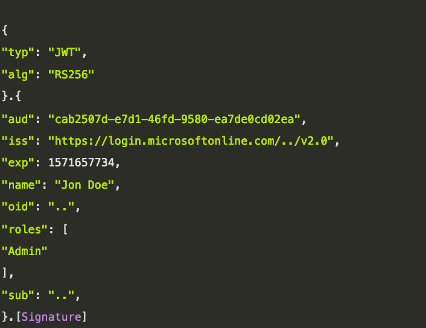 {
"typ": "JWT",
"alg": "RS256"
}.{
"aud": "cab2507d-e7d1-46fd-9580-ea7de0cd02ea",
"iss": "https://login.microsoftonline.com/../v2.0",
"exp": 1571657734,
"name": "Jon Doe",
"oid": "..",
"roles": [
"Admin"
],
"sub": "..",
}.[Signature]